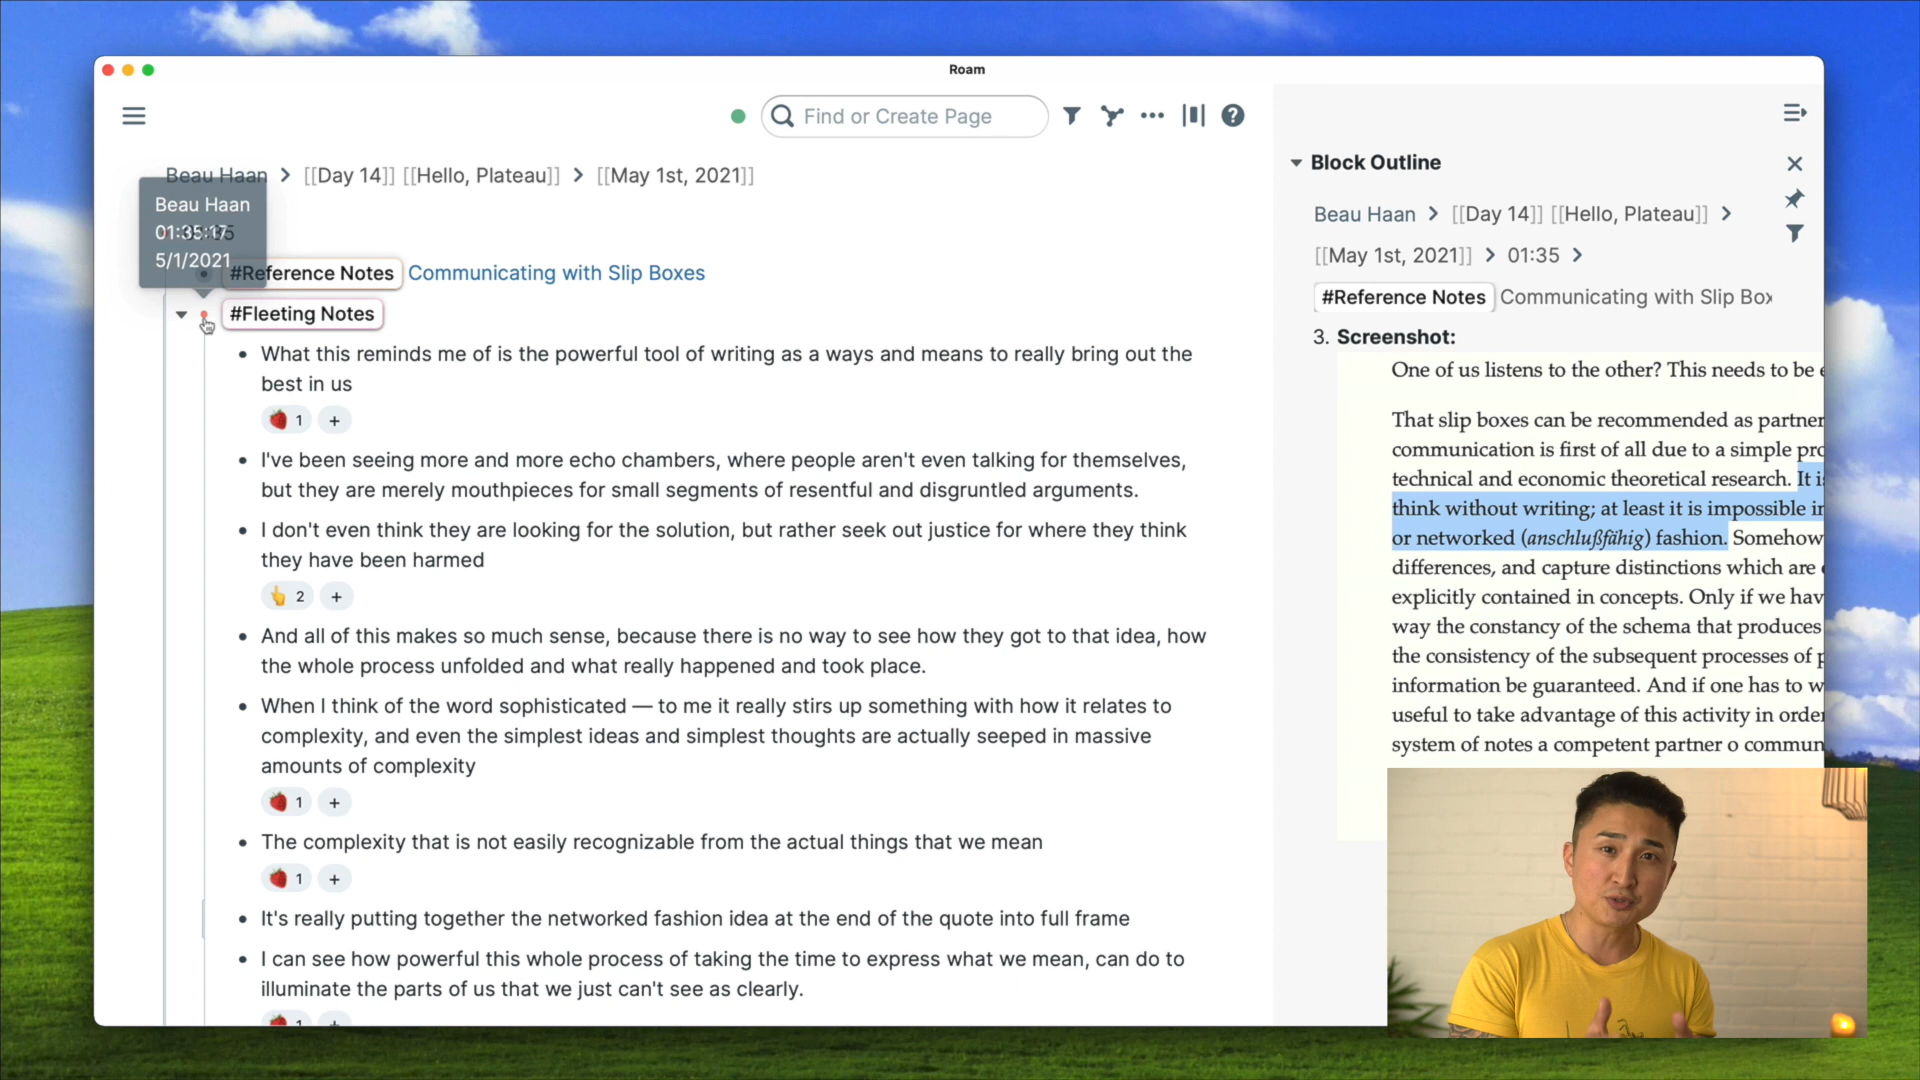 Roam
Find or Create Page
Beau Haan > [[Day 14]] [[Hello, Plateau]] > [[May 1st, 2021]]
Beau Haan
01:35:17
5/1/2021
#Reference Notes Communicating with Slip Boxes
#Fleeting Notes
What this reminds me of is the powerful tool of writing as a ways and means to really bring out the
best in us
1 +
I've been seeing more and more echo chambers, where people aren't even talking for themselves,
but they are merely mouthpieces for small segments of resentful and disgruntled arguments.
I don't even think they are looking for the solution, but rather seek out justice for where they think
they have been harmed
2 +
And all of this makes so much sense, because there is no way to see how they got to that idea, how
the whole process unfolded and what really happened and took place.
When I think of the word sophisticated — to me it really stirs up something with how it relates to
complexity, and even the simplest ideas and simplest thoughts are actually seeped in massive
amounts of complexity
1 +
The complexity that is not easily recognizable from the actual things that we mean
1 +
It's really putting together the networked fashion idea at the end of the quote into full frame
I can see how powerful this whole process of taking the time to express what we mean, can do to
illuminate the parts of us that we just can't see as clearly.
1 +
Block Outline
Beau Haan > [[Day 14]] [[Hello, Plateau]] >
[[May 1st, 2021]] > 01:35 >
#Reference Notes Communicating with Slip Box
3. Screenshot:
One of us listens to the other? This needs to be
That slip boxes can be recommended as partner
communication is first of all due to a simple pro
technical and economic theoretical research. It is
think without writing; at least it is impossible in
or networked (anschlußfähig) fashion. Somehow
differences, and capture distinctions which are
explicitly contained in concepts. Only if we hav
way the constancy of the schema that produces
the consistency of the subsequent processes of p
information be guaranteed. And if one has to w
useful to take advantage of this activity in order
system of notes a competent partner o commun